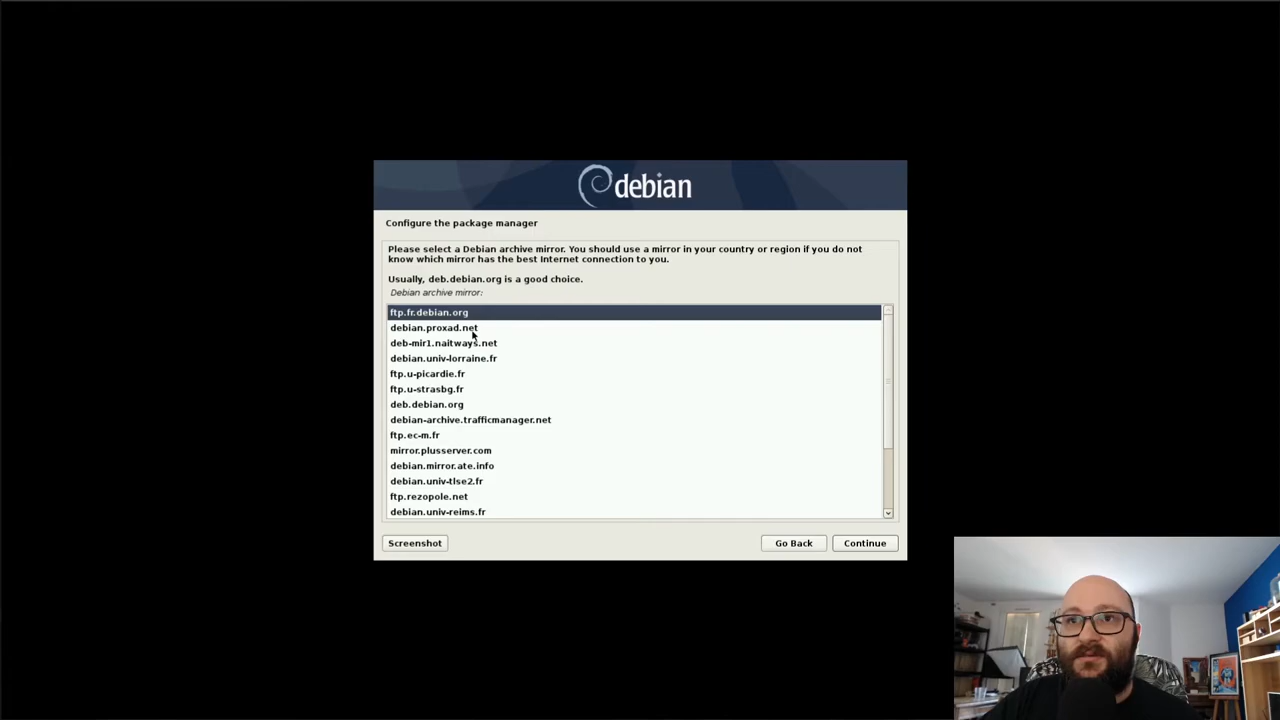 debian
Configure the package manager
Please select a Debian archive mirror. You should use a mirror in your country or region if you do not
know which mirror has the best Internet connection to you.
Usually, deb.debian.org is a good choice.
Debian archive mirror:
ftp.fr.debian.org
debian.proxad.net
deb-mir1.naitways.net
debian.univ-lorraine.fr
ftp.u-picardie.fr
ftp.u-strasbg.fr
deb.debian.org
debian-archive.trafficmanager.net
ftp.ec-m.fr
mirror.plusserver.com
debian.mirror.ate.info
debian.univ-tlse2.fr
ftp.rezopole.net
debian.univ-reims.fr
Screenshot
Go Back
Continue